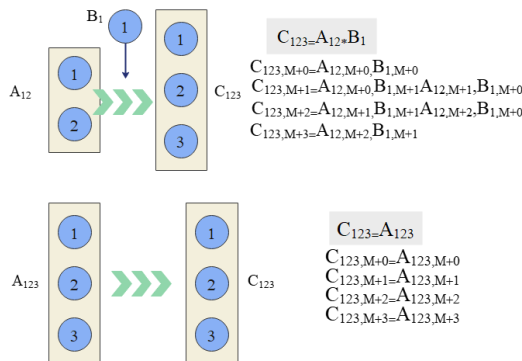 B₁
1
1
C₁₂₃=A₁₂*B₁
1
2
A₁₂
2
C₁₂₃
3
C₁₂₃,M+0=A₁₂,M+0,B₁,M+0
C₁₂₃,M+1=A₁₂,M+0,B₁,M+1A₁₂,M+1,B₁,M+0
C₁₂₃,M+2=A₁₂,M+1,B₁,M+1A₁₂,M+2,B₁,M+0
C₁₂₃,M+3=A₁₂,M+2,B₁,M+1
1
2
3
A₁₂₃
1
2
3
C₁₂₃
C₁₂₃=A₁₂₃
C₁₂₃,M+0=A₁₂₃,M+0
C₁₂₃,M+1=A₁₂₃,M+1
C₁₂₃,M+2=A₁₂₃,M+2
C₁₂₃,M+3=A₁₂₃,M+3